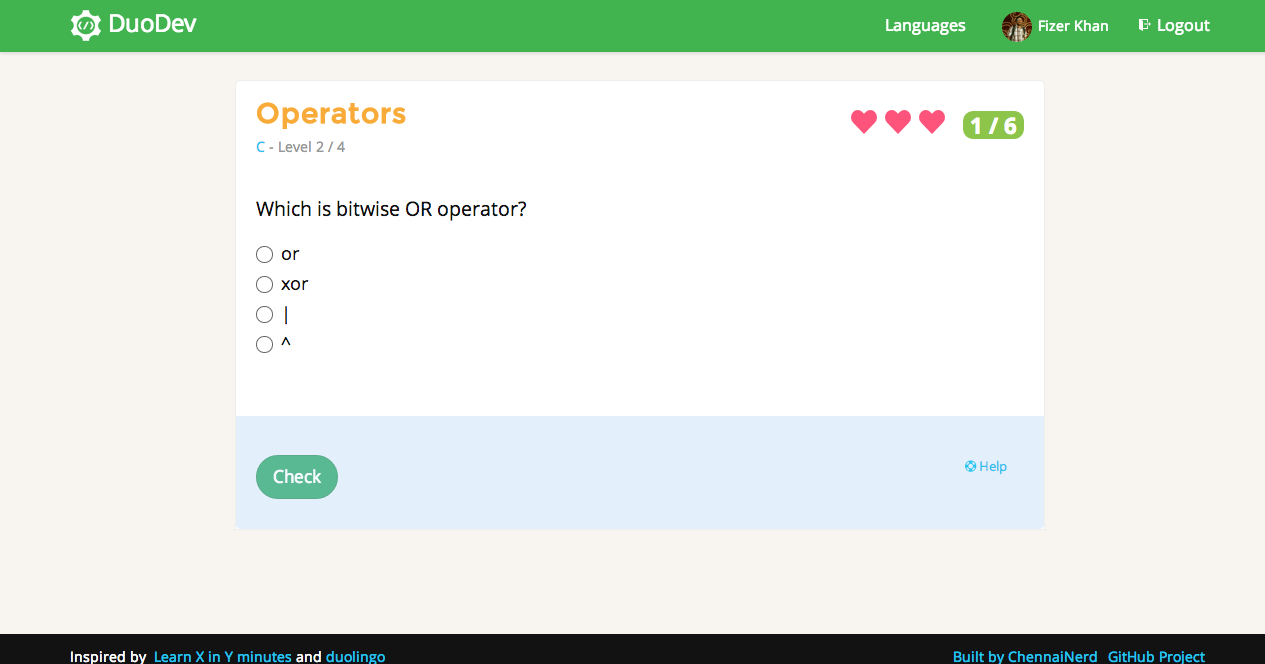 DuoDev
Languages
Fizer Khan
Logout
Operators
C - Level 2 / 4
1 / 6
Which is bitwise OR operator?
or
xor
|
^
Check
Help
Inspired by Learn X in Y minutes and duolingo
Built by ChennaiNerd GitHub Project